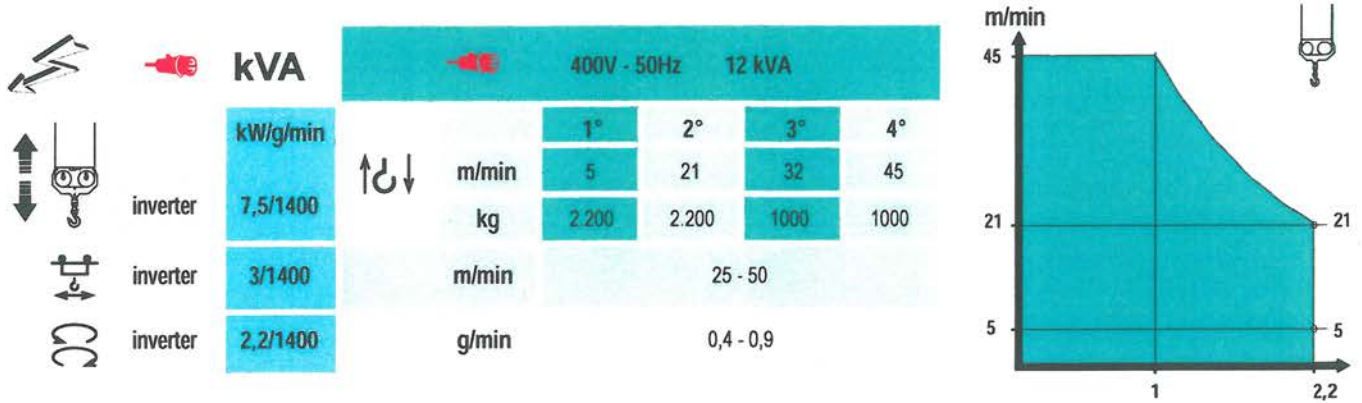 kVA 400V - 50Hz 12 kVA
kW/g/min 1° 2° 3° 4°
m/min 5 21 32 45
inverter 7,5/1400 kg 2.200 2.200 1000 1000
inverter 3/1400 m/min 25 - 50
inverter 2,2/1400 g/min 0,4 - 0,9
m/min
45
21 21
5 5
1 2,2